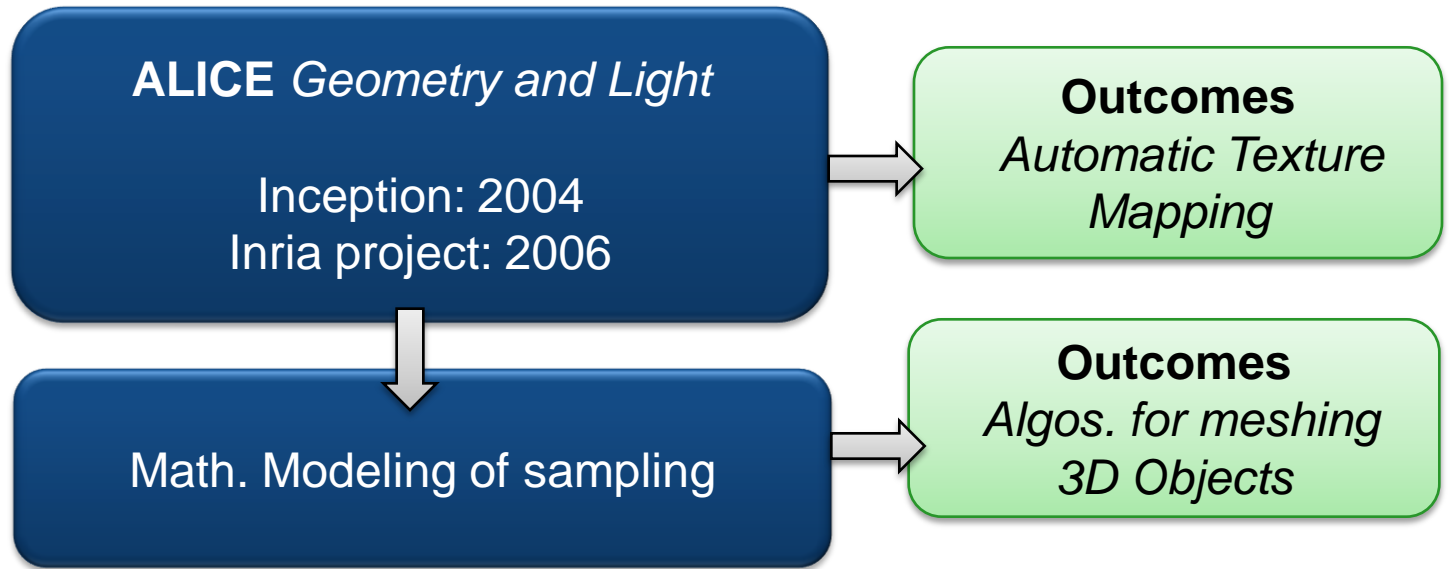 ALICE Geometry and Light
Inception: 2004
Inria project: 2006
Outcomes
Automatic Texture
Mapping
Math. Modeling of sampling
Outcomes
Algos. for meshing
3D Objects